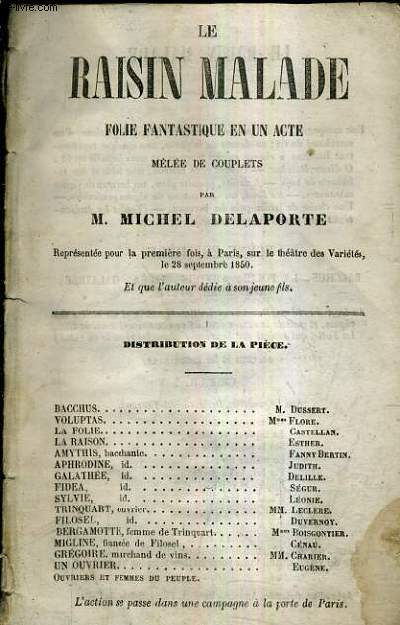 -livre.com
LE
RAISIN MALADE
FOLIE FANTASTIQUE EN UN ACTE
MÊLÉE DE COUPLETS
PAR
M. MICHEL DELAPORTE
Représentée pour la première fois, à Paris, sur le théâtre des Variétés,
le 28 septembre 1850.
Et que l'auteur dédie à son jeune fils.
DISTRIBUTION DE LA PIÈCE.
BACCHUS. M. DUSSERT.
VOLUPTAS. Mmes FLORE.
LA FOLIE. CASTELLAN.
LA RAISON. ESTHER.
AMYTHIS, bacchante. FANNY BERTIN.
APHRODINE, id. JUDITH.
GALATHÉE, id. DELILLE.
FIDEA, id. SÉGUR.
SYLVIE, id. LÉONIE.
TRINQUART, ouvrier. MM. LECLERE.
FILOSEL, id. DUVERNOY.
BERGAMOTTE, femme de Trinquart. Mmes BOISGONTIER.
MIGLINE, fiancée de Filosel, CÉNAU.
GRÉGOIRE, marchand de vins. MM. CHARIER.
UN OUVRIER. EUGÈNE.
OUVRIERS ET FEMMES DU PEUPLE.
L'action se passe dans une campagne à la porte de Paris.